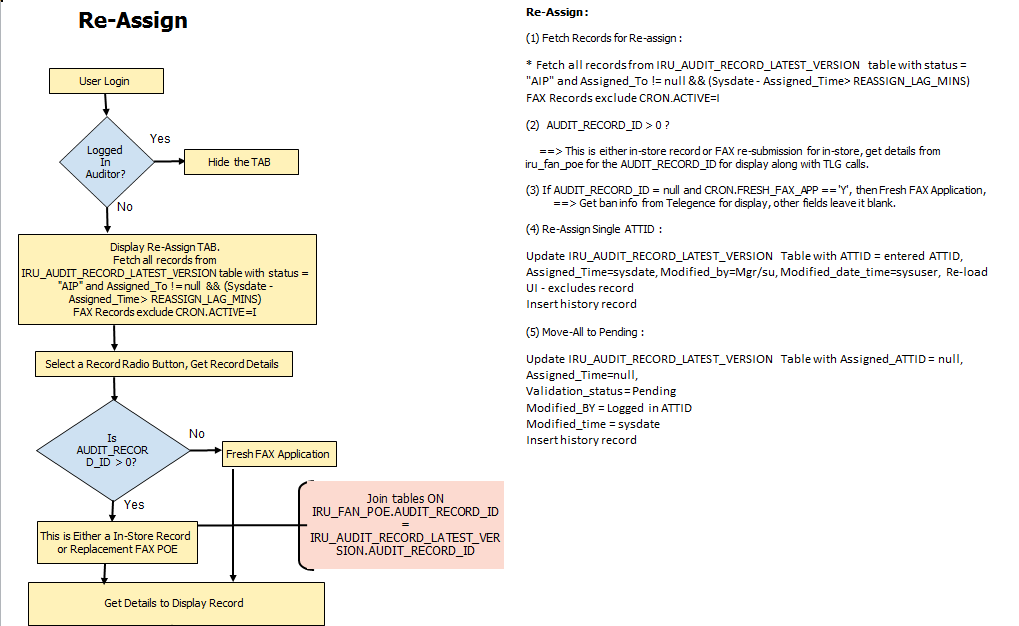 Re-Assign
User Login
Logged
In
Auditor?
Yes
Hide the TAB
No
Display Re-Assign TAB.
Fetch all records from
IRU_AUDIT_RECORD_LATEST_VERSION table with status =
"AIP" and Assigned_To != null && (Sysdate -
Assigned_Time> REASSIGN_LAG_MINS)
FAX Records exclude CRON.ACTIVE=I
Select a Record Radio Button, Get Record Details
Is
AUDIT_RECOR
D_ID > 0?
No
Fresh FAX Application
Yes
This is Either a In-Store Record
or Replacement FAX POE
Join tables ON
IRU_FAN_POE.AUDIT_RECORD_ID
=
IRU_AUDIT_RECORD_LATEST_VER
SION.AUDIT_RECORD_ID
Get Details to Display Record
Re-Assign:
(1) Fetch Records for Re-assign :
* Fetch all records from IRU_AUDIT_RECORD_LATEST_VERSION table with status =
"AIP" and Assigned_To != null && (Sysdate - Assigned_Time> REASSIGN_LAG_MINS)
FAX Records exclude CRON.ACTIVE=I
(2) AUDIT_RECORD_ID > 0 ?
==> This is either in-store record or FAX re-submission for in-store, get details from
iru_fan_poe for the AUDIT_RECORD_ID for display along with TLG calls.
(3) If AUDIT_RECORD_ID = null and CRON.FRESH_FAX_APP == 'Y', then Fresh FAX Application,
==> Get ban info from Telegence for display, other fields leave it blank.
(4) Re-Assign Single ATTID :
Update IRU_AUDIT_RECORD_LATEST_VERSION Table with ATTID = entered ATTID,
Assigned_Time=sysdate, Modified_by=Mgr/su, Modified_date_time=sysuser, Re-load
UI - excludes record
Insert history record
(5) Move-All to Pending :
Update IRU_AUDIT_RECORD_LATEST_VERSION Table with Assigned_ATTID = null,
Assigned_Time=null,
Validation_status=Pending
Modified_BY = Logged in ATTID
Modified_time = sysdate
Insert history record